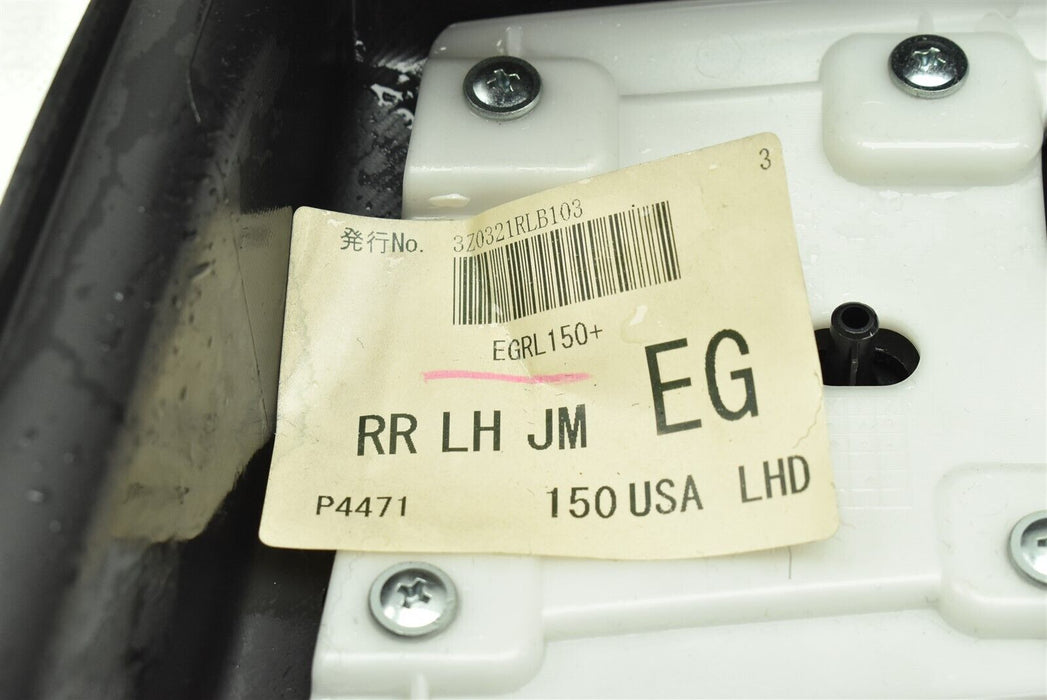 3
発行No. 3Z0321RLB103
EGRL150+
RR LH JM EG
P4471 150 USA LHD